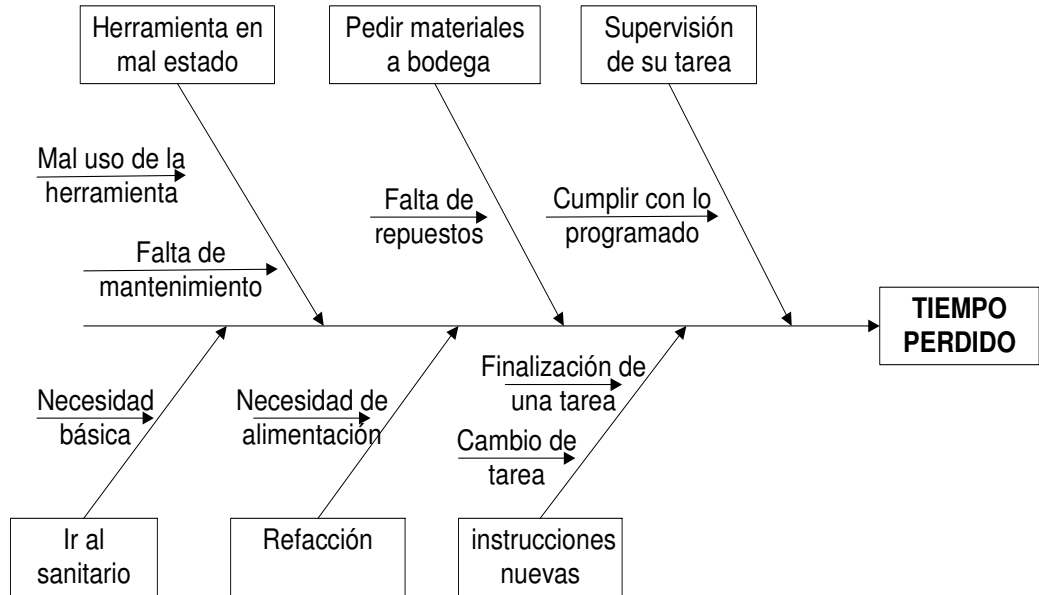 Herramienta en
mal estado
Pedir materiales
a bodega
Supervisión
de su tarea
Mal uso de la
herramienta
Falta de
repuestos
Cumplir con lo
programado
Falta de
mantenimiento
TIEMPO
PERDIDO
Necesidad
básica
Necesidad de
alimentación
Finalización de
una tarea
Cambio de
tarea
Ir al
sanitario
Refacción
instrucciones
nuevas